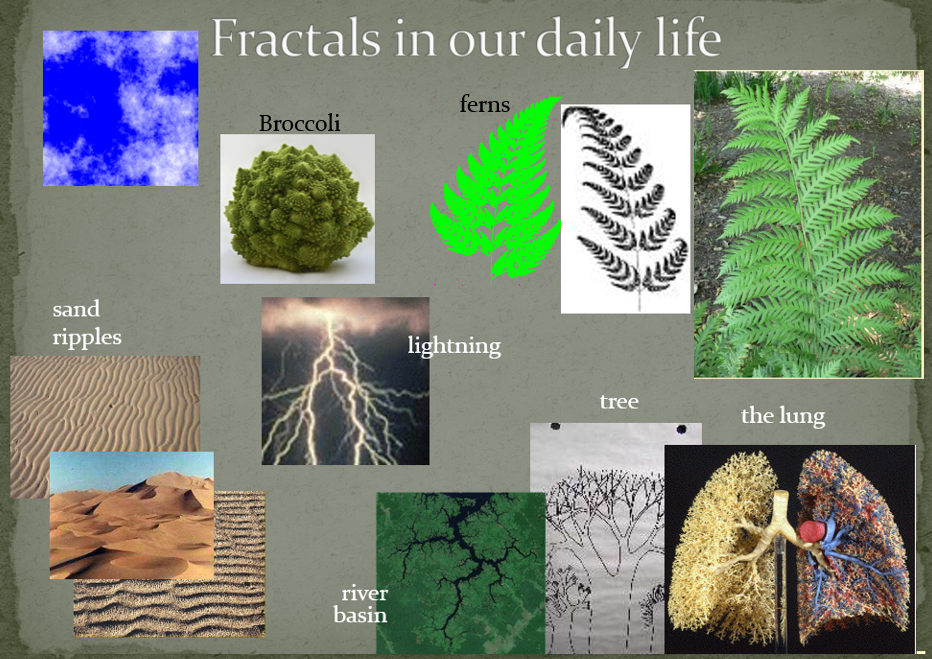 Fractals in our daily life
Broccoli
ferns
sand
ripples
lightning
tree
the lung
river
basin